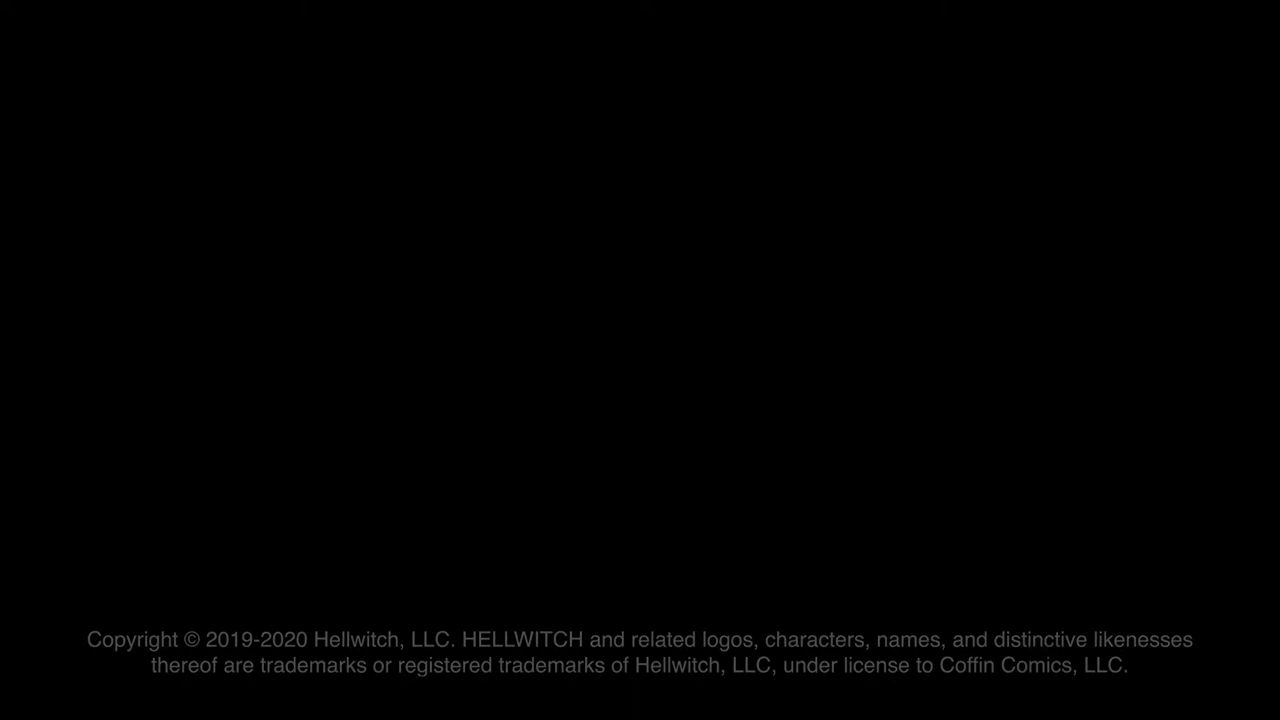 Copyright © 2019-2020 Hellwitch, LLC. HELLWITCH and related logos, characters, names, and distinctive likenesses
thereof are trademarks or registered trademarks of Hellwitch, LLC, under license to Coffin Comics, LLC.